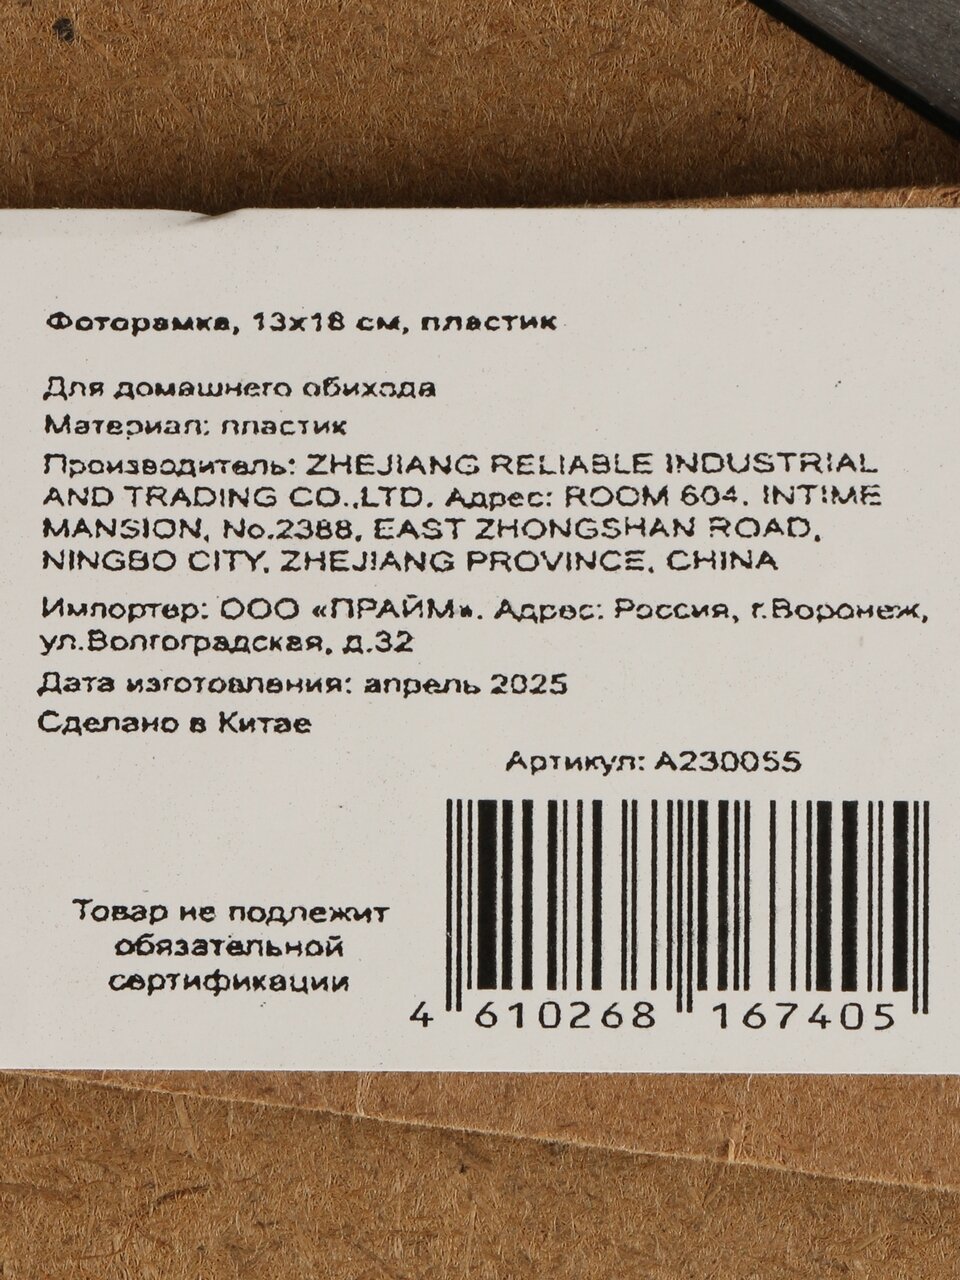 Фоторамка, 13х18 см, пластик
Для домашнего обихода
Материал: пластик
Производитель: ZHEJIANG RELIABLE INDUSTRIAL
AND TRADING CO.,LTD. Адрес: ROOM 604. INTIME
MANSION, No.2388, EAST ZHONGSHAN ROAD,
NINGBO CITY, ZHEJIANG PROVINCE, CHINA
Импортер: ООО «ПРАЙМ». Адрес: Россия, г.Воронеж,
ул.Волгоградская, д.32
Дата изготовления: апрель 2025
Сделано в Китае
Артикул: A230055
Товар не подлежит
обязательной
сертификации
4 610268 167405